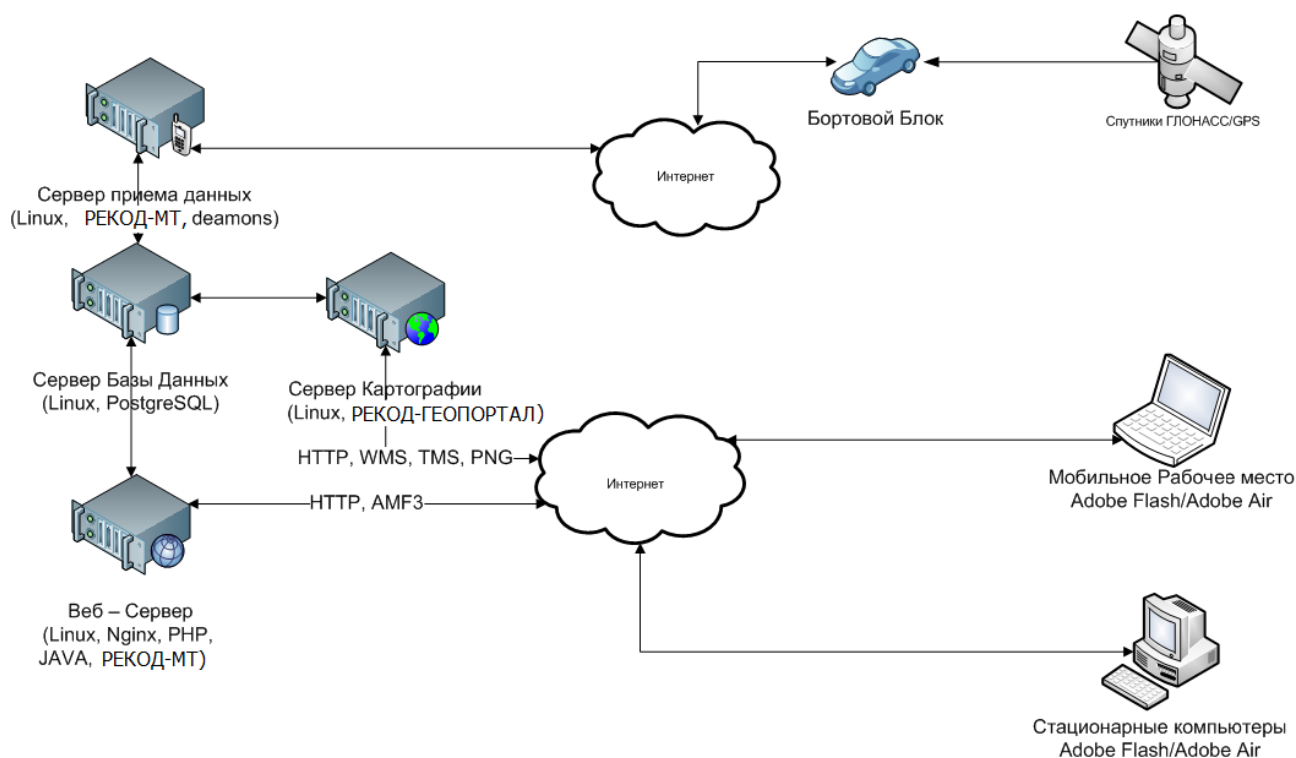 Бортовой Блок
Спутники ГЛОНАСС/GPS
Интернет
Сервер приема данных
(Linux, РЕКОД-МТ, deamons)
Сервер Базы Данных
(Linux, PostgreSQL)
Сервер Картографии
(Linux, РЕКОД-ГЕОПОРТАЛ)
HTTP, WMS, TMS, PNG
Интернет
HTTP, AMF3
Мобильное Рабочее место
Adobe Flash/Adobe Air
Веб – Сервер
(Linux, Nginx, PHP,
JAVA, РЕКОД-МТ)
Стационарные компьютеры
Adobe Flash/Adobe Air